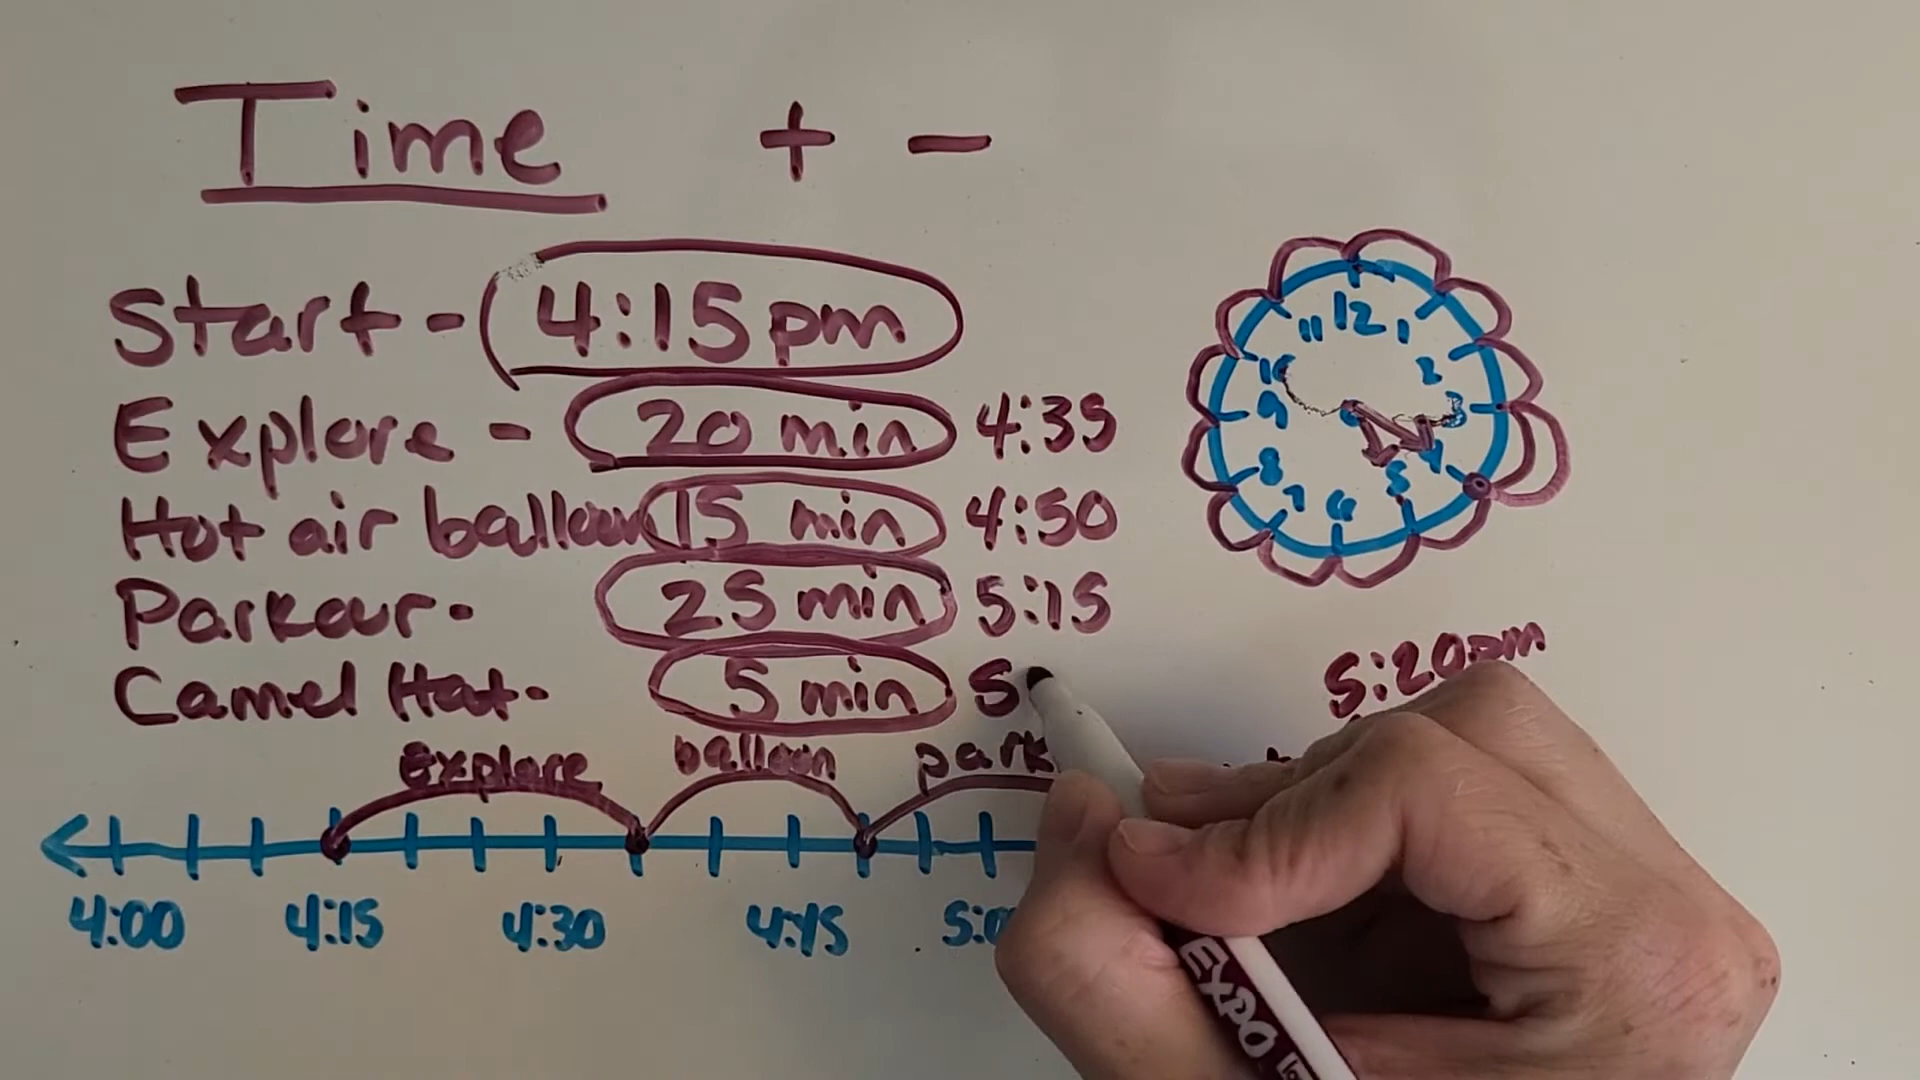 Time + -
Start - 4:15 pm
Explore - 20 min 4:35
Hot air balloon 15 min 4:50
Parkour - 25 min 5:15
Camel Hat - 5 min 5
11 12 1
10 2
9 3
8 4
7 6 5
5:20pm
explore balloon park
4:00 4:15 4:30 4:45 5:0
EXPO